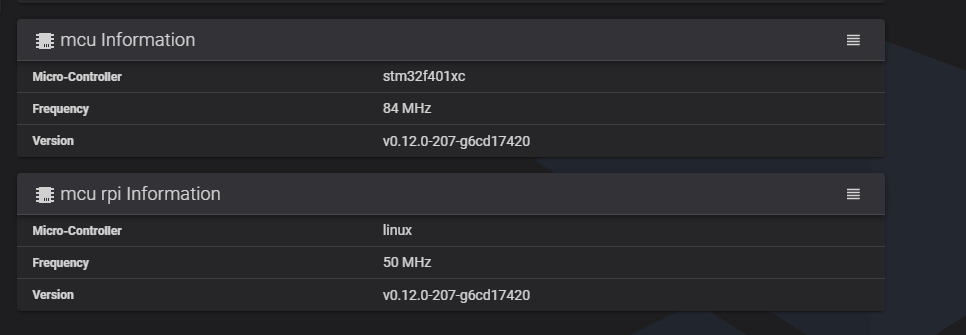 mcu Information
Micro-Controller stm32f401xc
Frequency 84 MHz
Version v0.12.0-207-g6cd17420
mcu rpi Information
Micro-Controller linux
Frequency 50 MHz
Version v0.12.0-207-g6cd17420